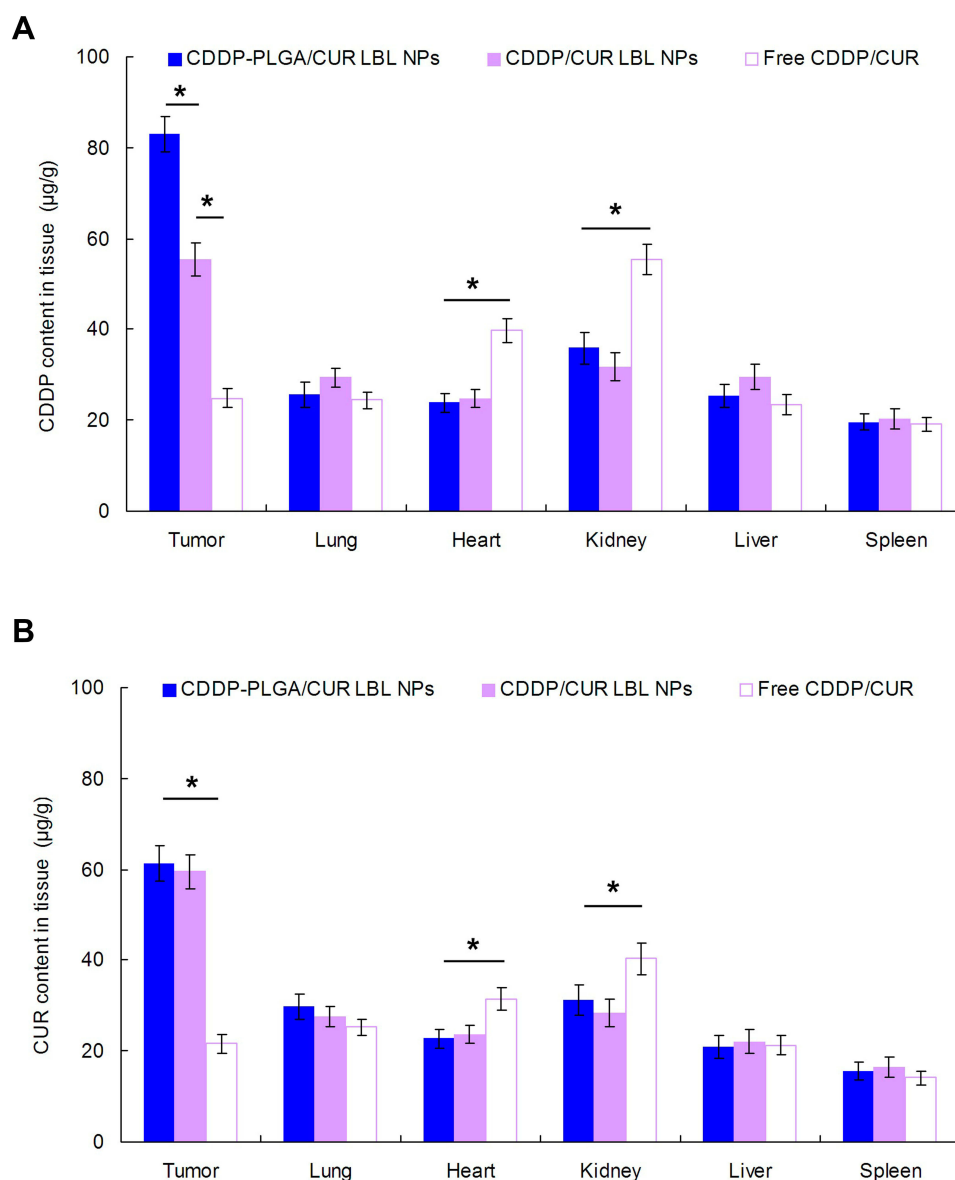 A
100
CDDP-PLGA/CUR LBL NPs CDDP/CUR LBL NPs Free CDDP/CUR
*
80
*
60
*
*
40
20
0
CDDP content in tissue (µg/g)
Tumor Lung Heart Kidney Liver Spleen
B
100
CDDP-PLGA/CUR LBL NPs CDDP/CUR LBL NPs Free CDDP/CUR
80
*
60
*
*
40
20
0
CUR content in tissue (µg/g)
Tumor Lung Heart Kidney Liver Spleen